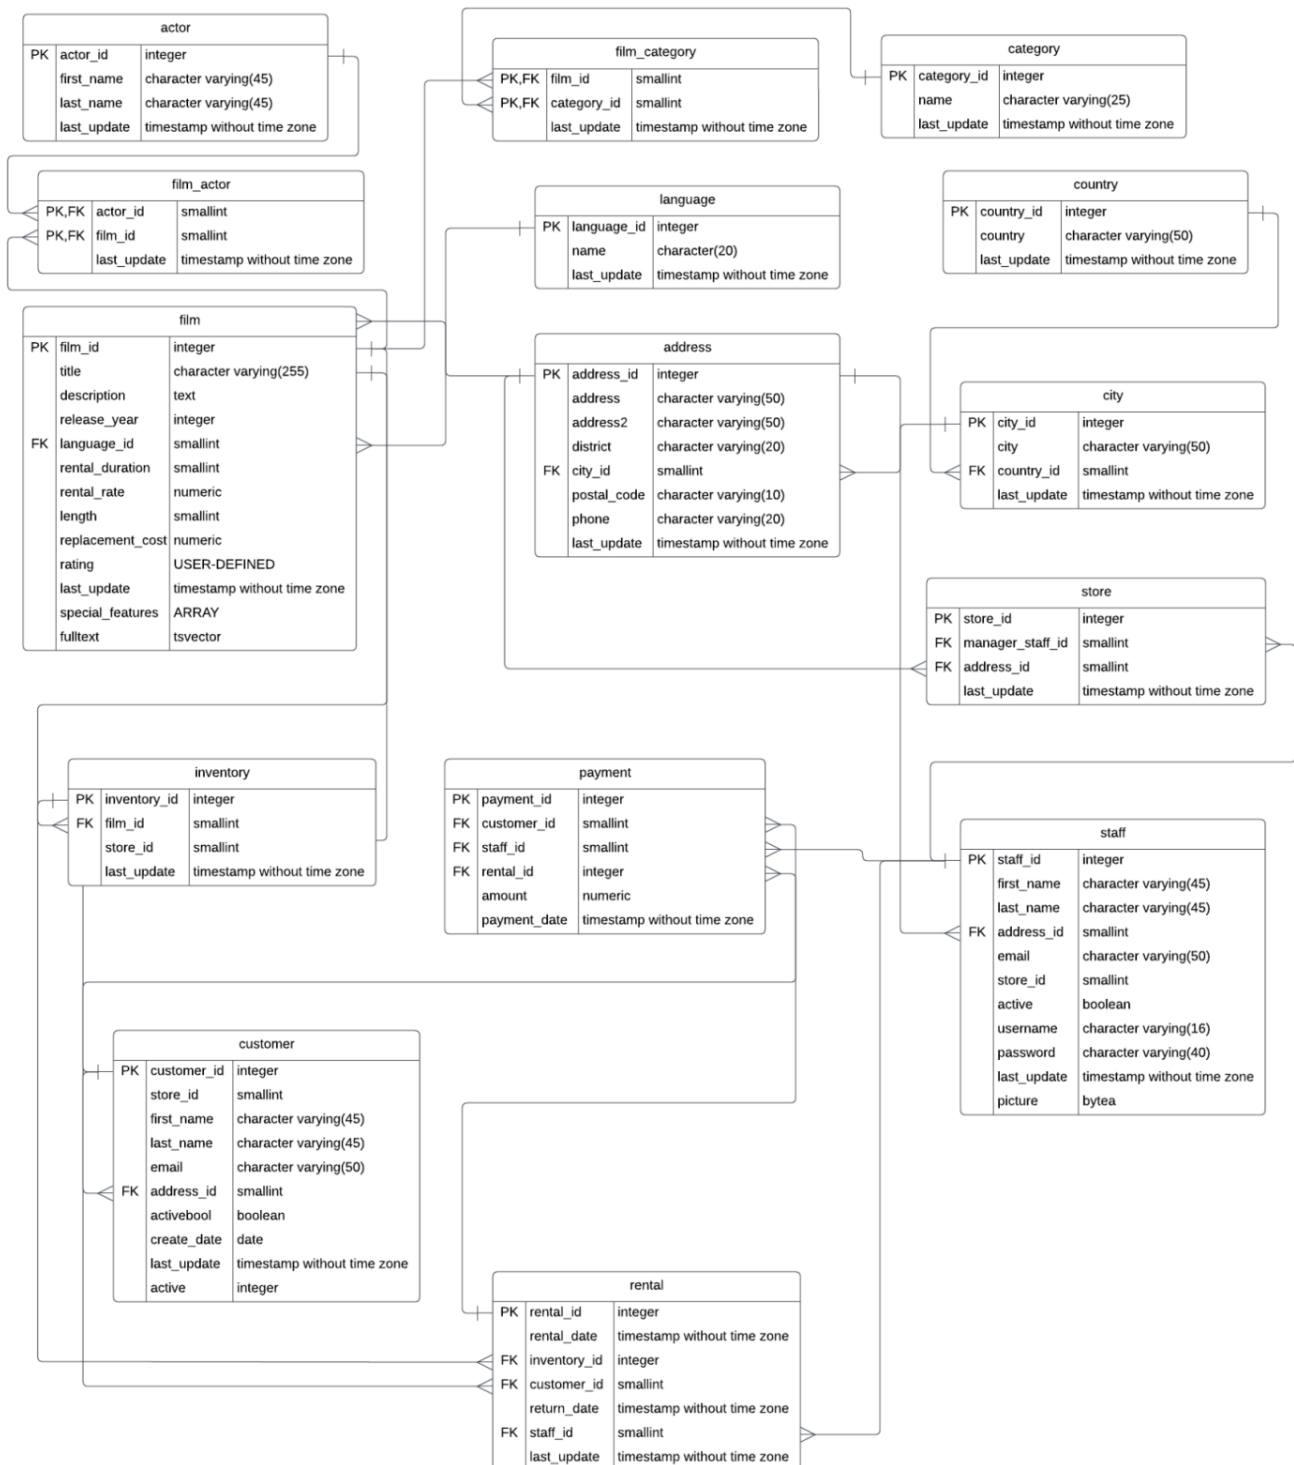 actor
PK actor_id integer
first_name character varying(45)
last_name character varying(45)
last_update timestamp without time zone
film_category
PK,FK film_id smallint
PK,FK category_id smallint
last_update timestamp without time zone
category
PK category_id integer
name character varying(25)
last_update timestamp without time zone
film_actor
PK,FK actor_id smallint
PK,FK film_id smallint
last_update timestamp without time zone
language
PK language_id integer
name character(20)
last_update timestamp without time zone
country
PK country_id integer
country character varying(50)
last_update timestamp without time zone
film
PK film_id integer
title character varying(255)
description text
release_year integer
FK language_id smallint
rental_duration smallint
rental_rate numeric
length smallint
replacement_cost numeric
rating USER-DEFINED
last_update timestamp without time zone
special_features ARRAY
fulltext tsvector
address
PK address_id integer
address character varying(50)
address2 character varying(50)
district character varying(20)
FK city_id smallint
postal_code character varying(10)
phone character varying(20)
last_update timestamp without time zone
city
PK city_id integer
city character varying(50)
FK country_id smallint
last_update timestamp without time zone
store
PK store_id integer
FK manager_staff_id smallint
FK address_id smallint
last_update timestamp without time zone
inventory
PK inventory_id integer
FK film_id smallint
store_id smallint
last_update timestamp without time zone
payment
PK payment_id integer
FK customer_id smallint
FK staff_id smallint
FK rental_id integer
amount numeric
payment_date timestamp without time zone
staff
PK staff_id integer
first_name character varying(45)
last_name character varying(45)
FK address_id smallint
email character varying(50)
store_id smallint
active boolean
username character varying(16)
password character varying(40)
last_update timestamp without time zone
picture bytea
customer
PK customer_id integer
store_id smallint
first_name character varying(45)
last_name character varying(45)
email character varying(50)
FK address_id smallint
activebool boolean
create_date date
last_update timestamp without time zone
active integer
rental
PK rental_id integer
rental_date timestamp without time zone
FK inventory_id integer
FK customer_id smallint
return_date timestamp without time zone
FK staff_id smallint
last_update timestamp without time zone